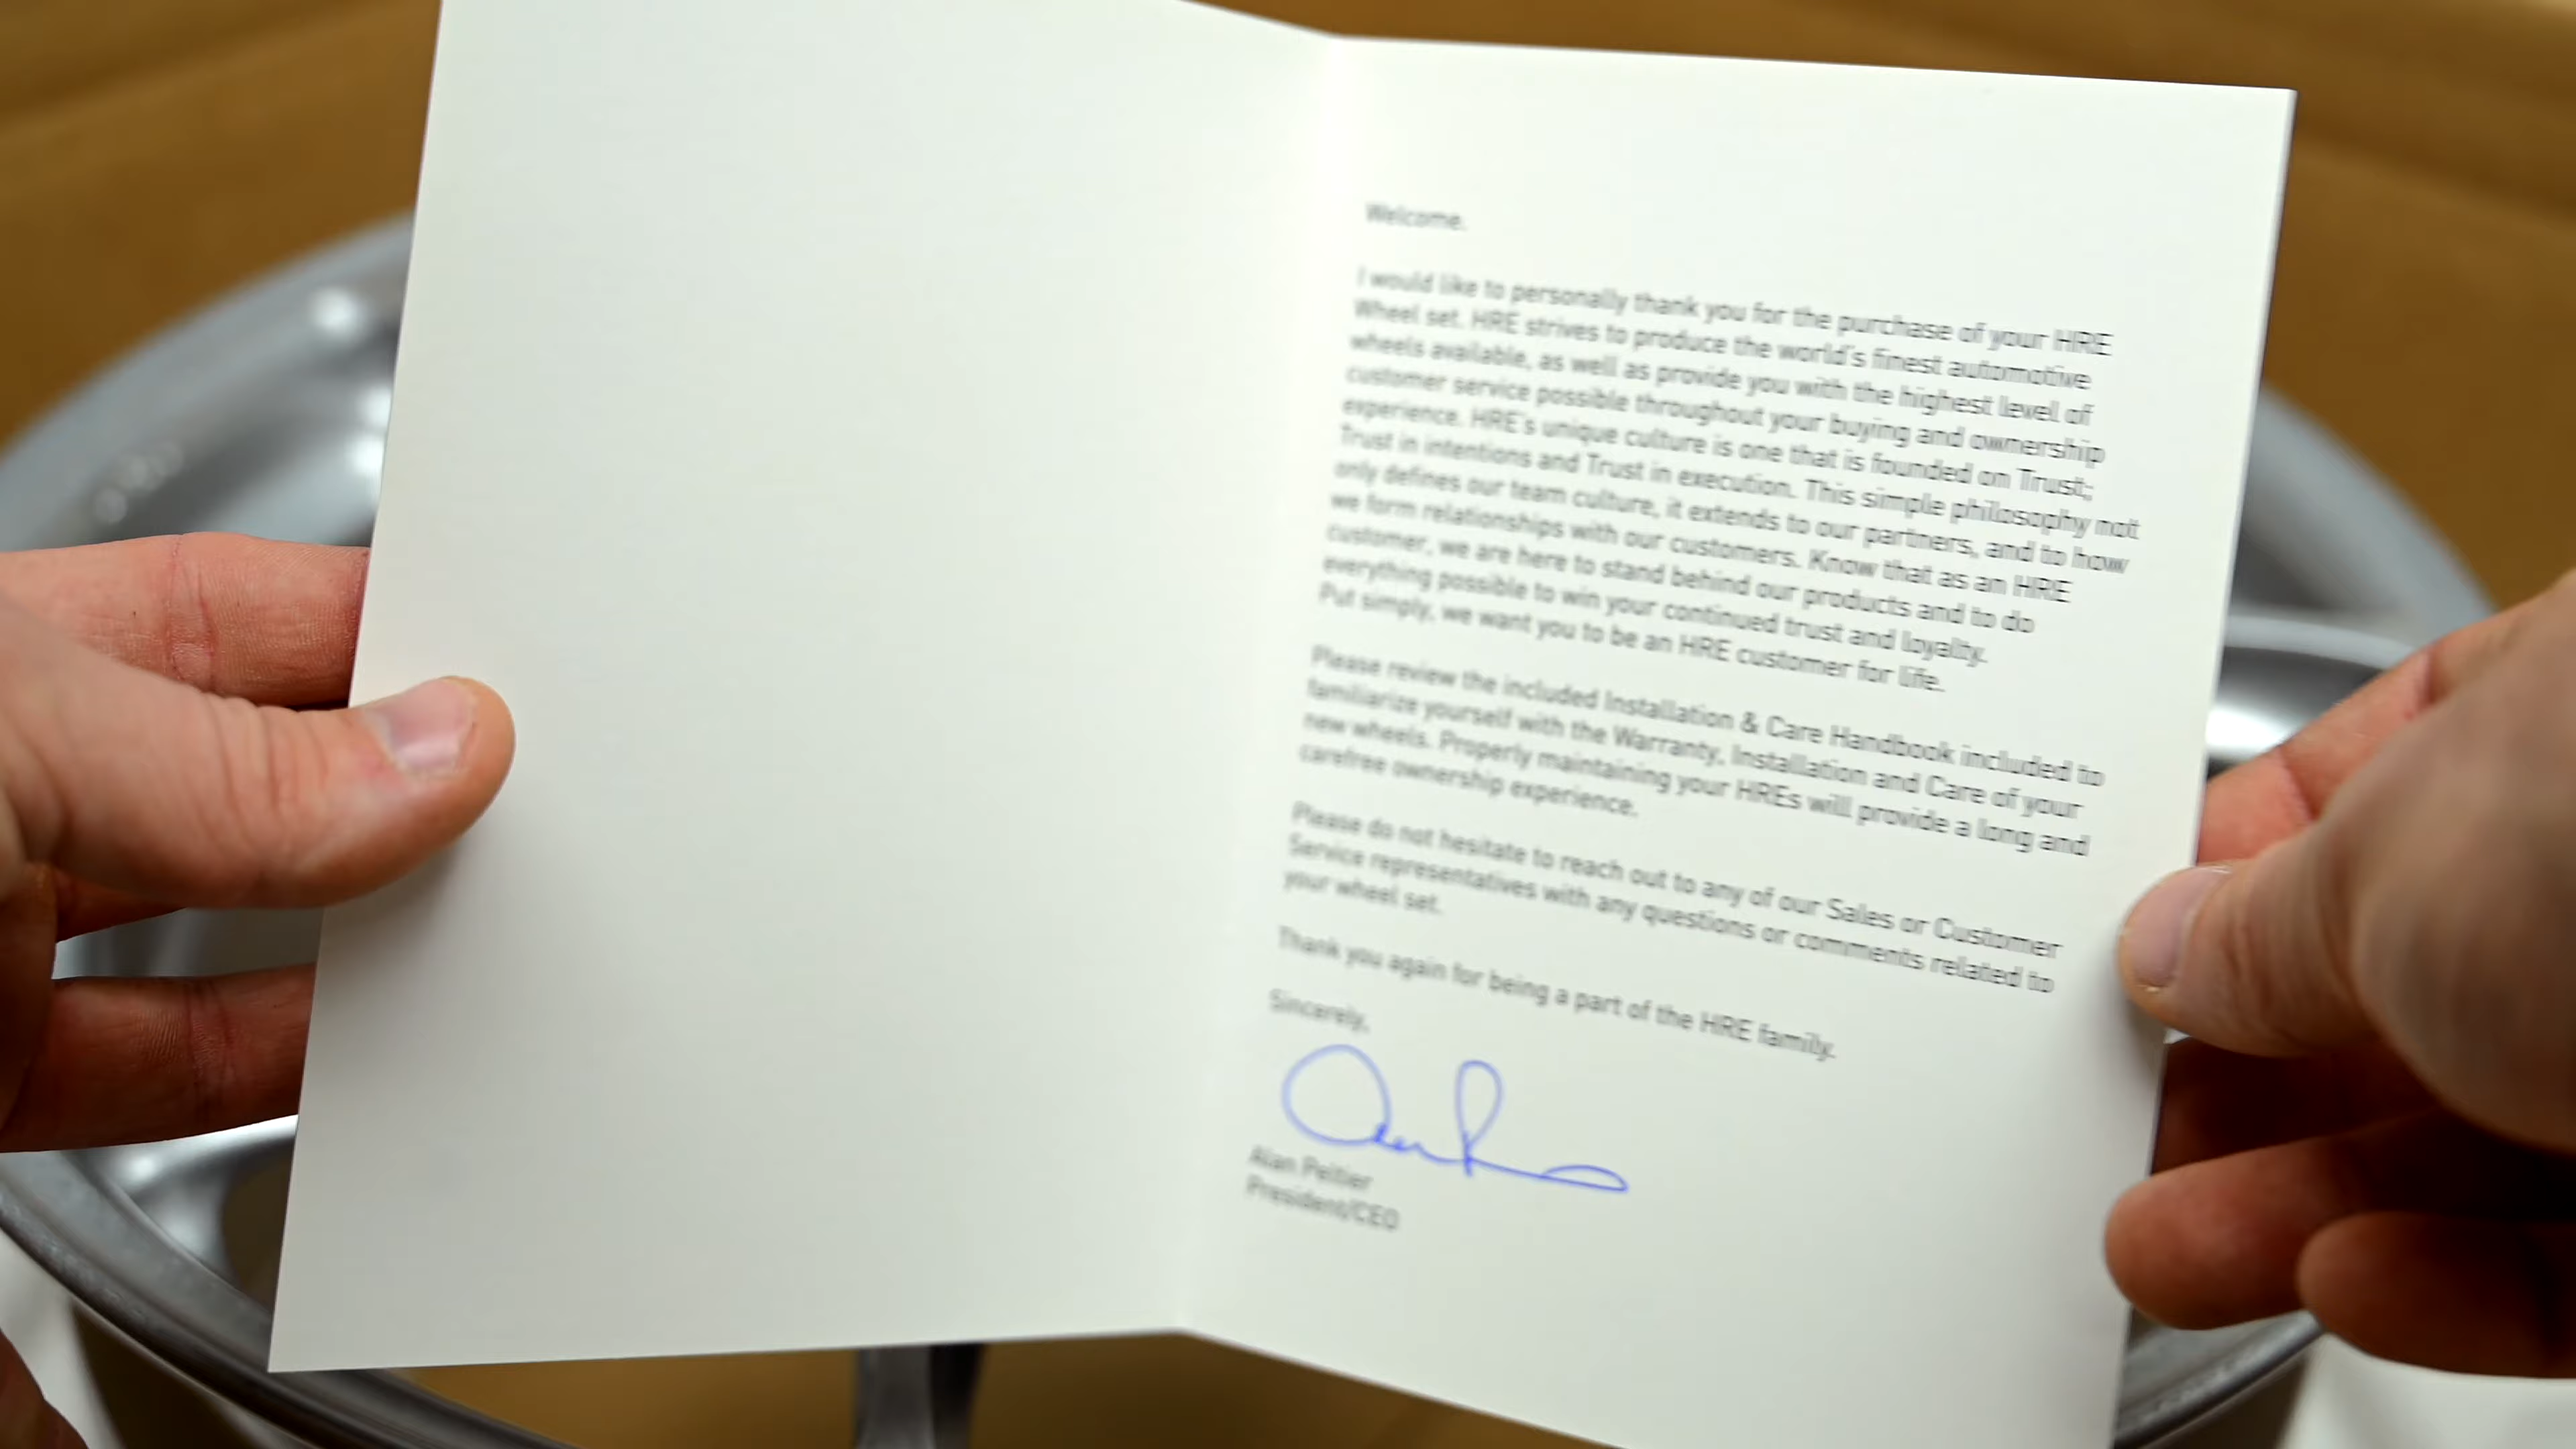 Welcome.
I would like to personally thank you for the purchase of your HRE
Wheel set. HRE strives to produce the world's finest automotive
wheels available, as well as provide you with the highest level of
customer service possible throughout your buying and ownership
experience. HRE's unique culture is one that is founded on Trust;
Trust in intentions and Trust in execution. This simple philosophy not
only defines our team culture, it extends to our partners, and to how
we form relationships with our customers. Know that as an HRE
customer, we are here to stand behind our products and to do
everything possible to win your continued trust and loyalty.
Put simply, we want you to be an HRE customer for life.
Please review the included Installation & Care Handbook included to
familiarize yourself with the Warranty, Installation and Care of your
new wheels. Properly maintaining your HREs will provide a long and
carefree ownership experience.
Please do not hesitate to reach out to any of our Sales or Customer
Service representatives with any questions or comments related to
your wheel set.
Thank you again for being a part of the HRE family.
Sincerely,
Alan Peltier
President/CEO